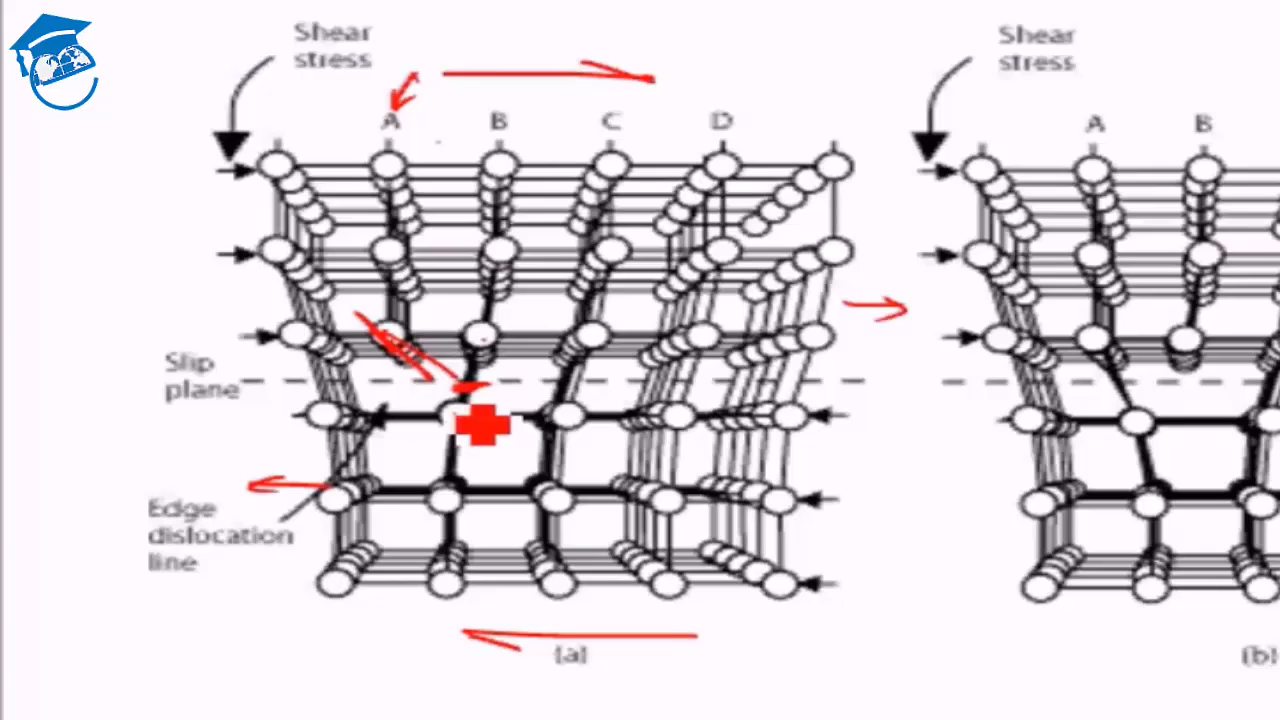 Shear
stress
Shear
stress
A B C D
A B
Slip
plane
Edge
dislocation
line
(a)
(b)